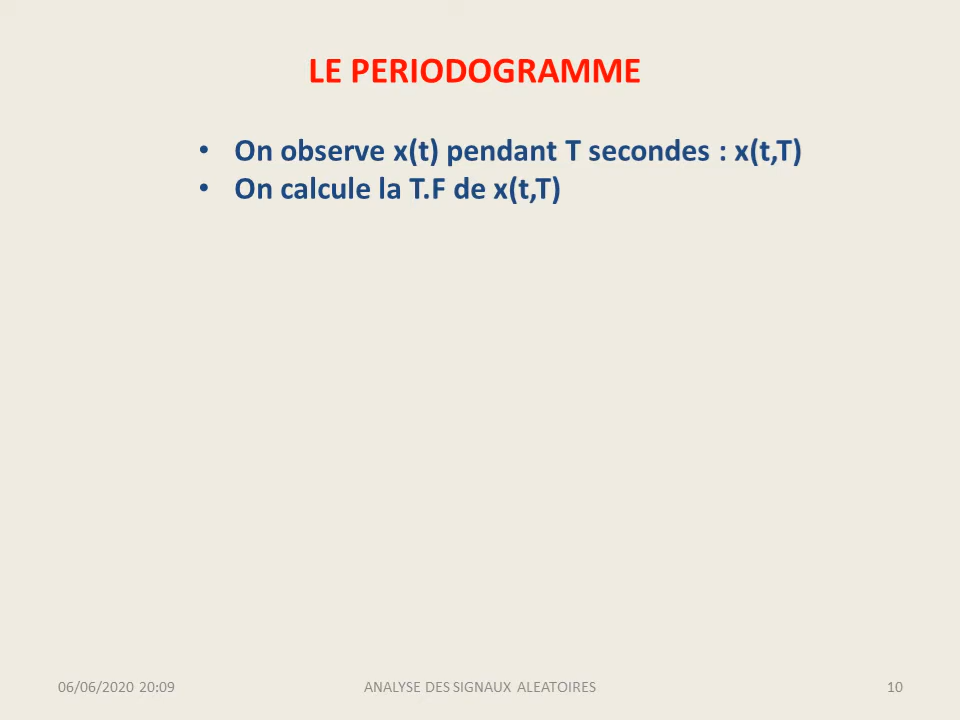 LE PERIODOGRAMME
• On observe x(t) pendant T secondes : x(t,T)
• On calcule la T.F de x(t,T)
06/06/2020 20:09 ANALYSE DES SIGNAUX ALEATOIRES 10